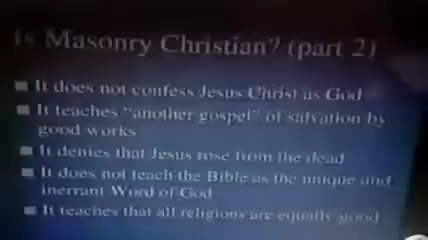 Is Masonry Christian? (part 2)
It does not confess Jesus Christ as God
It teaches "another gospel" of salvation by
good works
It denies that Jesus rose from the dead
It does not teach the Bible as the unique and
inerrant Word of God
It teaches that all religions are equally good